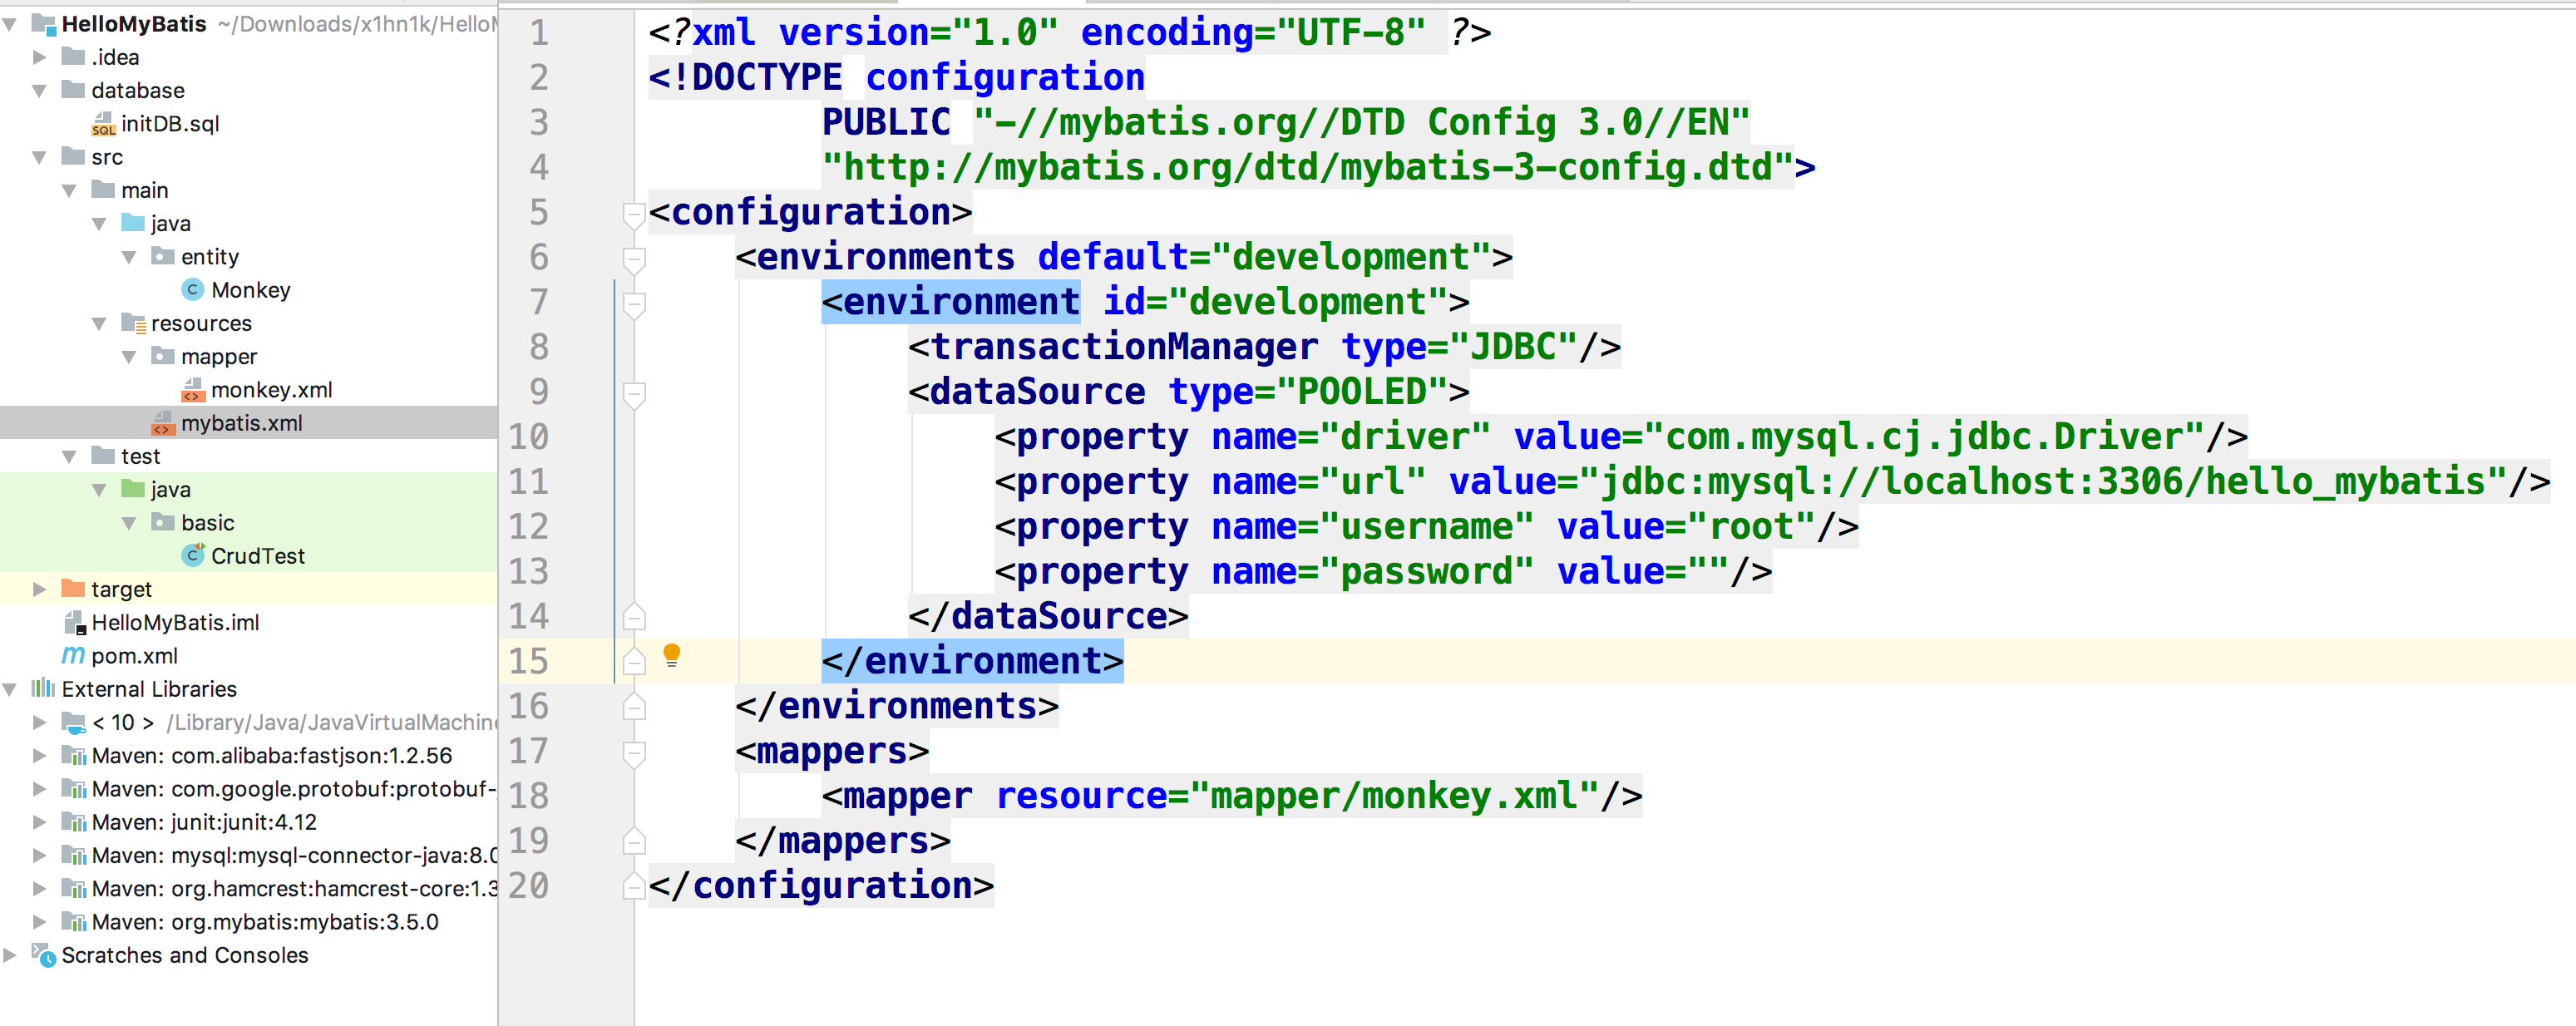 HelloMyBatis ~/Downloads/x1hn1k/Hello
.idea
database
initDB.sql
src
main
java
entity
Monkey
resources
mapper
monkey.xml
mybatis.xml
test
java
basic
CrudTest
target
HelloMyBatis.iml
pom.xml
External Libraries
< 10 > /Library/Java/JavaVirtualMachin
Maven: com.alibaba:fastjson:1.2.56
Maven: com.google.protobuf:protobuf-
Maven: junit:junit:4.12
Maven: mysql:mysql-connector-java:8.0
Maven: org.hamcrest:hamcrest-core:1.3
Maven: org.mybatis:mybatis:3.5.0
Scratches and Consoles
1 <?xml version="1.0" encoding="UTF-8" ?>
2 <!DOCTYPE configuration
3 PUBLIC "-//mybatis.org//DTD Config 3.0//EN"
4 "http://mybatis.org/dtd/mybatis-3-config.dtd">
5 <configuration>
6 <environments default="development">
7 <environment id="development">
8 <transactionManager type="JDBC"/>
9 <dataSource type="POOLED">
10 <property name="driver" value="com.mysql.cj.jdbc.Driver"/>
11 <property name="url" value="jdbc:mysql://localhost:3306/hello_mybatis"/>
12 <property name="username" value="root"/>
13 <property name="password" value=""/>
14 </dataSource>
15 </environment>
16 </environments>
17 <mappers>
18 <mapper resource="mapper/monkey.xml"/>
19 </mappers>
20 </configuration>